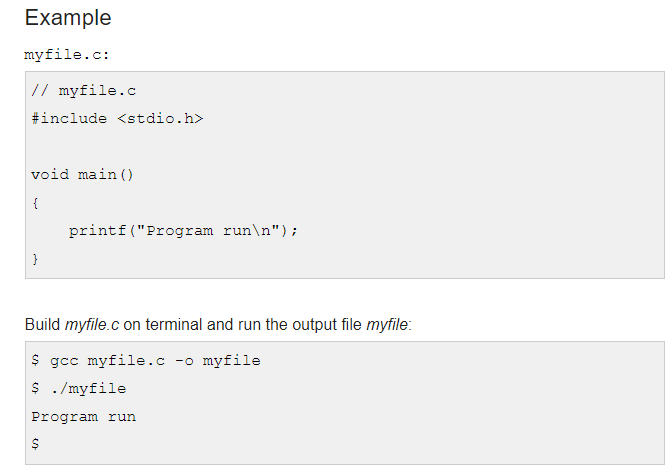 Example
myfile.c:
// myfile.c
#include <stdio.h>
void main()
{
    printf("Program run\n");
}
Build myfile.c on terminal and run the output file myfile:
$ gcc myfile.c -o myfile
$ ./myfile
Program run
$